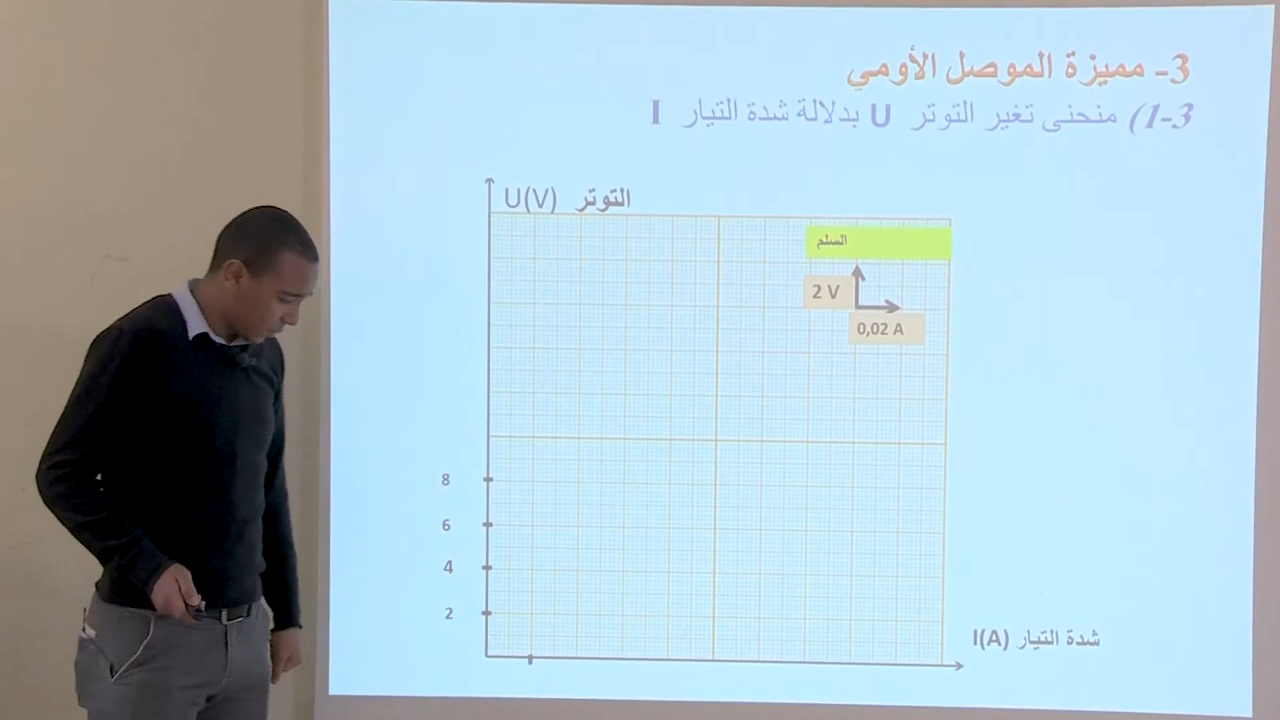 3- مميزة الموصل الأومي
3-1) منحنى تغير التوتر U بدلالة شدة التيار I
U(V) التوتر
السلم
2 V
0,02 A
8
6
4
2
شدة التيار I(A)